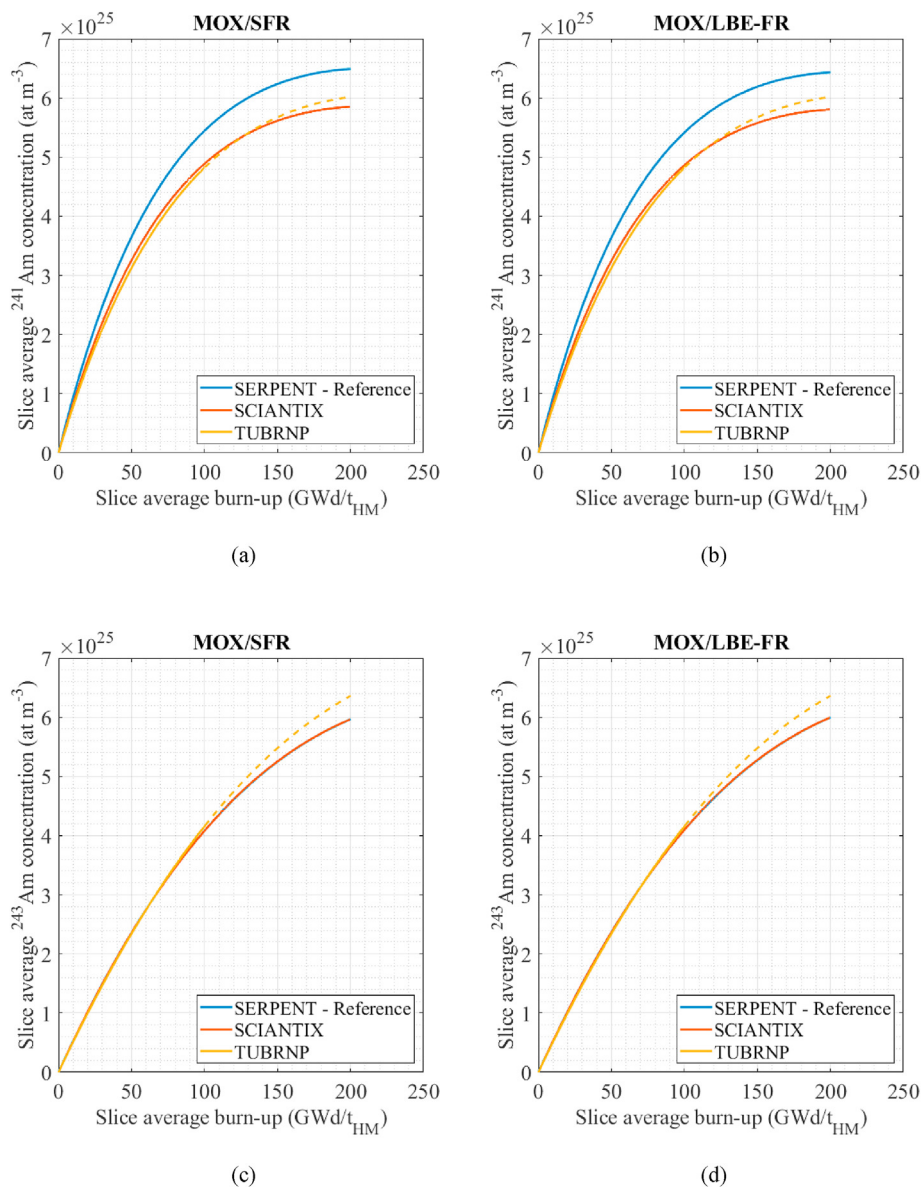 MOX/SFR
×10^25
7
6
5
4
3
2
1
0
0 50 100 150 200 250
Slice average ^241Am concentration (at m^-3)
Slice average burn-up (GWd/t_HM)
SERPENT - Reference
SCIANTIX
TUBRNP
(a)
MOX/LBE-FR
×10^25
7
6
5
4
3
2
1
0
0 50 100 150 200 250
Slice average ^241Am concentration (at m^-3)
Slice average burn-up (GWd/t_HM)
SERPENT - Reference
SCIANTIX
TUBRNP
(b)
MOX/SFR
×10^25
7
6
5
4
3
2
1
0
0 50 100 150 200 250
Slice average ^243Am concentration (at m^-3)
Slice average burn-up (GWd/t_HM)
SERPENT - Reference
SCIANTIX
TUBRNP
(c)
MOX/LBE-FR
×10^25
7
6
5
4
3
2
1
0
0 50 100 150 200 250
Slice average ^243Am concentration (at m^-3)
Slice average burn-up (GWd/t_HM)
SERPENT - Reference
SCIANTIX
TUBRNP
(d)